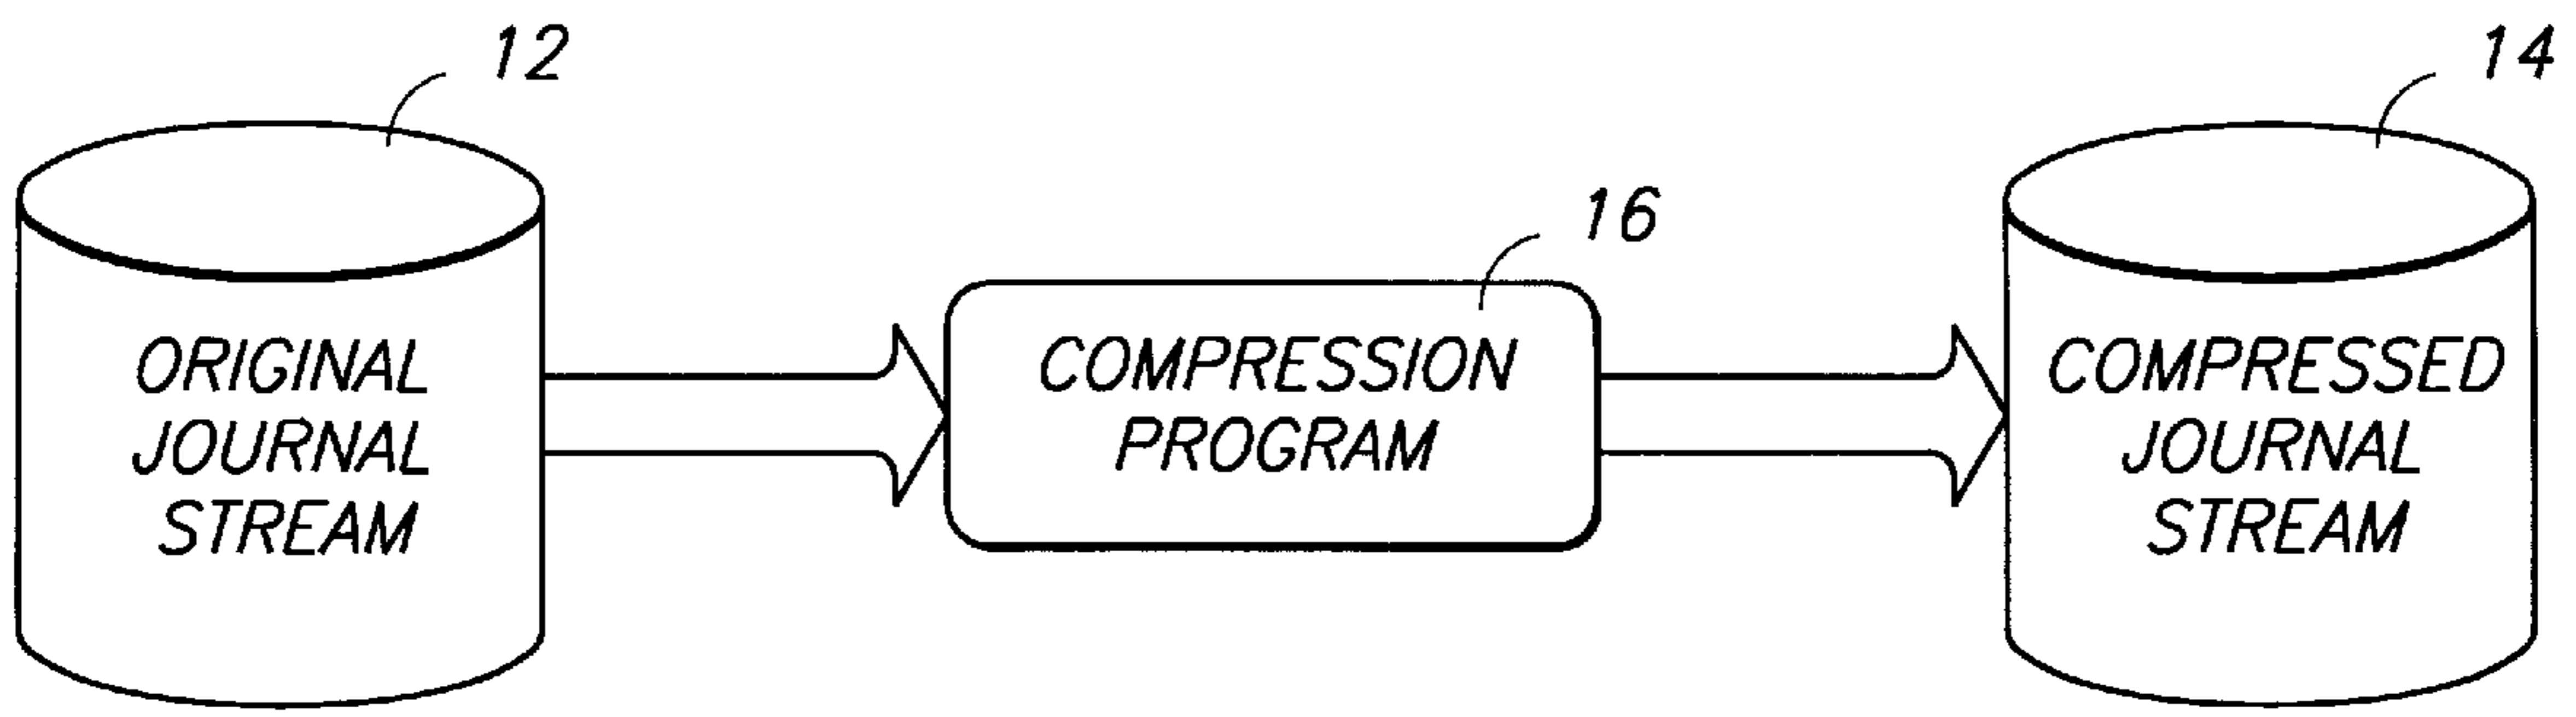 12
ORIGINAL
JOURNAL
STREAM
16
COMPRESSION
PROGRAM
14
COMPRESSED
JOURNAL
STREAM